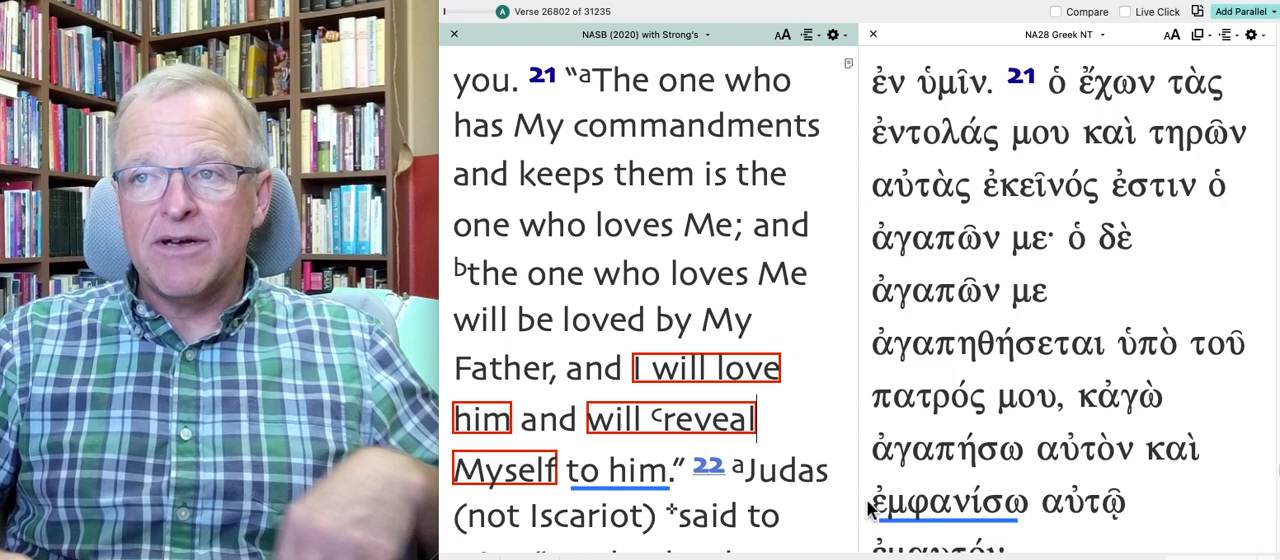 A Verse 26802 of 31235
Compare Live Click Add Parallel
NASB (2020) with Strong's
AA
NA28 Greek NT
AA
you. 21 “aThe one who
has My commandments
and keeps them is the
one who loves Me; and
bthe one who loves Me
will be loved by My
Father, and I will love
him and will creveal
Myself to him.” 22 aJudas
(not Iscariot) *said to
ἐν ὑμῖν. 21 ὁ ἔχων τὰς
ἐντολάς μου καὶ τηρῶν
αὐτὰς ἐκεῖνός ἐστιν ὁ
ἀγαπῶν με· ὁ δὲ
ἀγαπῶν με
ἀγαπηθήσεται ὑπὸ τοῦ
πατρός μου, κἀγὼ
ἀγαπήσω αὐτὸν καὶ
ἐμφανίσω αὐτῷ
ἐμαυτόν